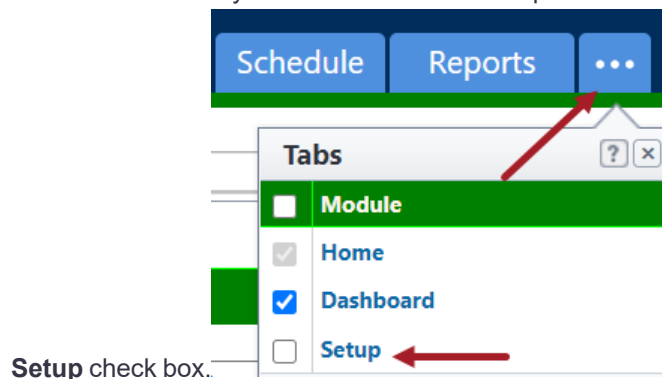 Schedule Reports ...
Tabs ? x
Module
Home
Dashboard
Setup
Setup check box.